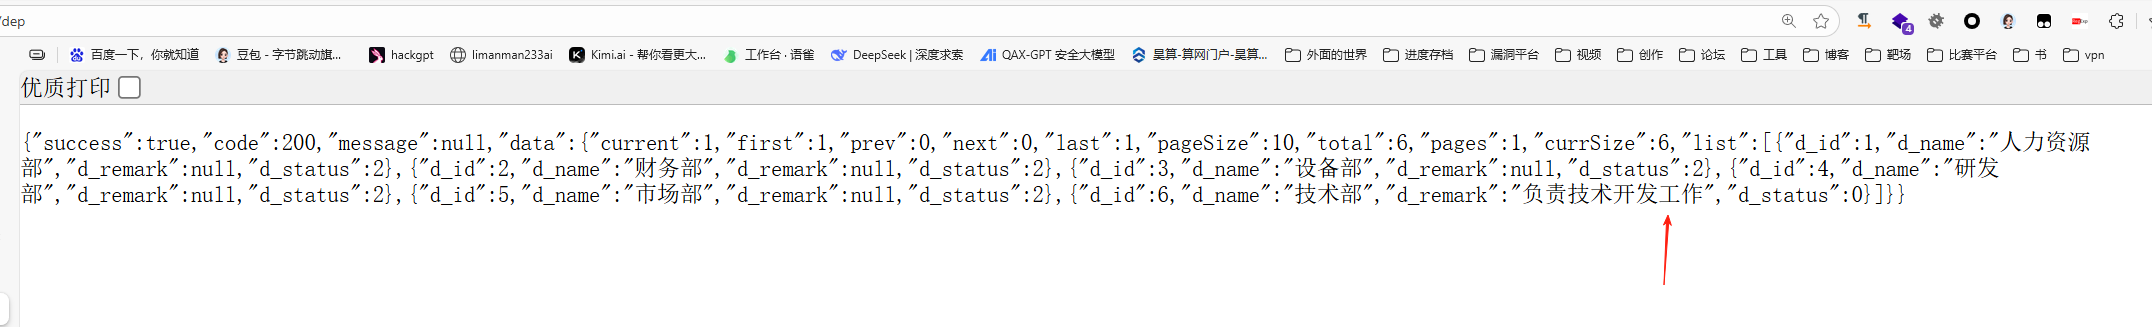 /dep
4
百度一下，你就知道 豆包 - 字节跳动旗... hackgpt limanman233ai Kimi.ai - 帮你看更大... 工作台 · 语雀 DeepSeek | 深度求索 QAX-GPT 安全大模型 昊算-算网门户-昊算... 外面的世界 进度存档 漏洞平台 视频 创作 论坛 工具 博客 靶场 比赛平台 书 vpn
优质打印
{"success":true,"code":200,"message":null,"data":{"current":1,"first":1,"prev":0,"next":0,"last":1,"pageSize":10,"total":6,"pages":1,"currSize":6,"list":[{"d_id":1,"d_name":"人力资源
部","d_remark":null,"d_status":2},{"d_id":2,"d_name":"财务部","d_remark":null,"d_status":2},{"d_id":3,"d_name":"设备部","d_remark":null,"d_status":2},{"d_id":4,"d_name":"研发
部","d_remark":null,"d_status":2},{"d_id":5,"d_name":"市场部","d_remark":null,"d_status":2},{"d_id":6,"d_name":"技术部","d_remark":"负责技术开发工作","d_status":0}]}}